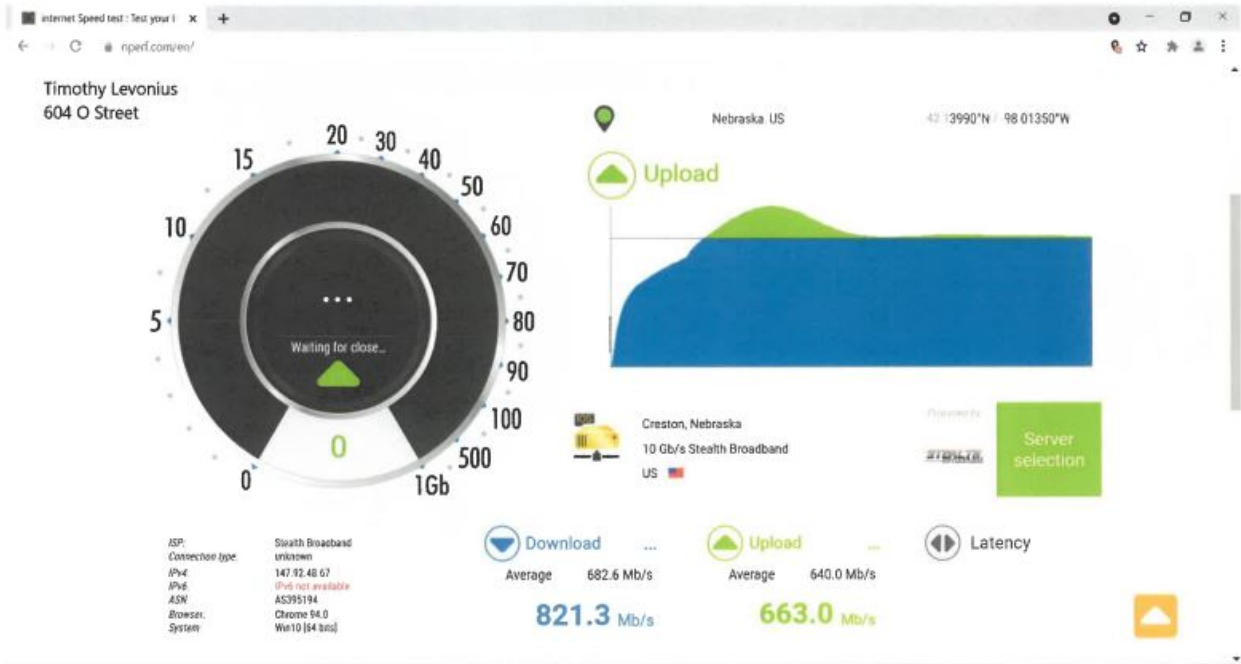 internet Speed test : Test your i
nperf.com/en/
Timothy Levonius
604 O Street
Nebraska. US
3990°N / -98.01350°W
Upload
0
5
10
15
20
30
40
50
60
70
80
90
100
500
1Gb
...
Waiting for close...
0
Creston, Nebraska
10 Gb/s Stealth Broadband
US
Server
selection
ISP: Stealth Broadband
Connection type: unknown
IPv4: 147.92.48.67
IPv6: IPv6 not available
ASN: AS395194
Browser: Chrome 94.0
System: Win10 [64 bits]
Download ...
Average 682.6 Mb/s
821.3 Mb/s
Upload ...
Average 640.0 Mb/s
663.0 Mb/s
Latency